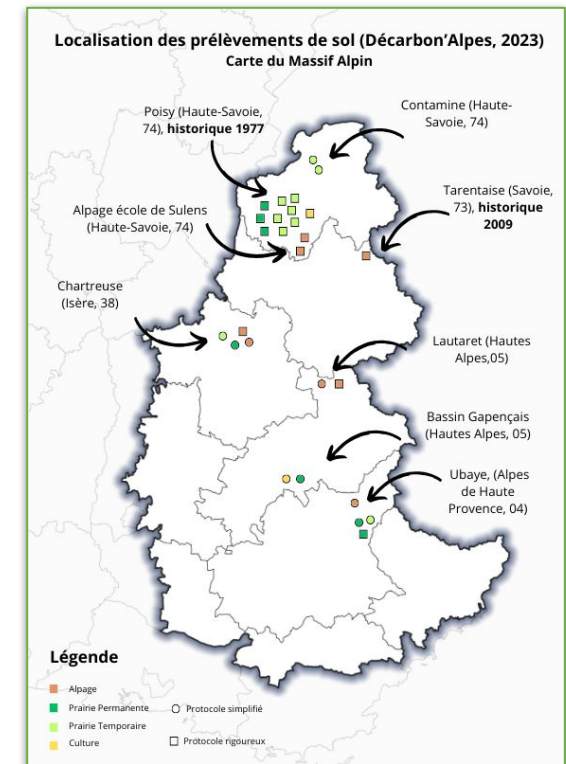 Localisation des prélèvements de sol (Décarbon'Alpes, 2023)
Carte du Massif Alpin
Poisy (Haute-Savoie,
74), historique 1977
Contamine (Haute-
Savoie, 74)
Tarentaise (Savoie,
73), historique
2009
Alpage école de Sulens
(Haute-Savoie, 74)
Chartreuse
(Isère, 38)
Lautaret (Hautes
Alpes,05)
Bassin Gapençais
(Hautes Alpes, 05)
Ubaye, (Alpes
de Haute
Provence, 04)
Légende
Alpage
Prairie Permanente
Protocole simplifié
Prairie Temporaire
Culture
Protocole rigoureux